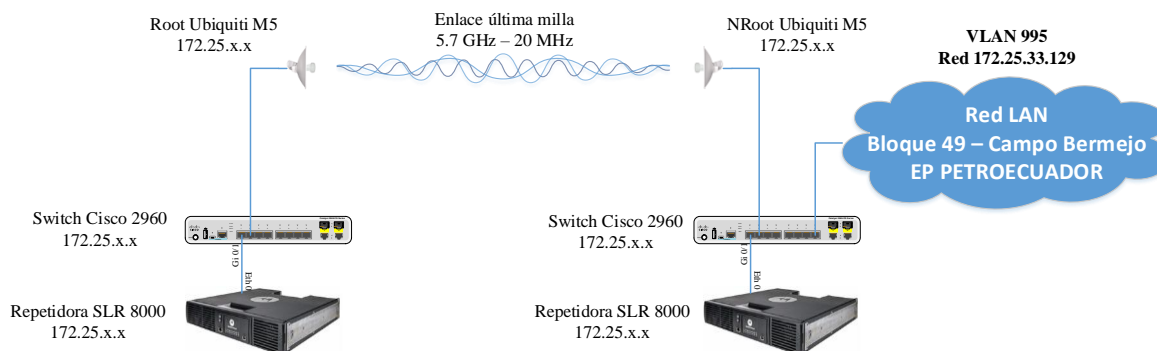 Root Ubiquiti M5
172.25.x.x
Enlace última milla
5.7 GHz – 20 MHz
NRoot Ubiquiti M5
172.25.x.x
VLAN 995
Red 172.25.33.129
Red LAN
Bloque 49 – Campo Bermejo
EP PETROECUADOR
Switch Cisco 2960
172.25.x.x
Gi 0/1
Eth 0
Repetidora SLR 8000
172.25.x.x
Switch Cisco 2960
172.25.x.x
Gi 0/1
Eth 0
Repetidora SLR 8000
172.25.x.x